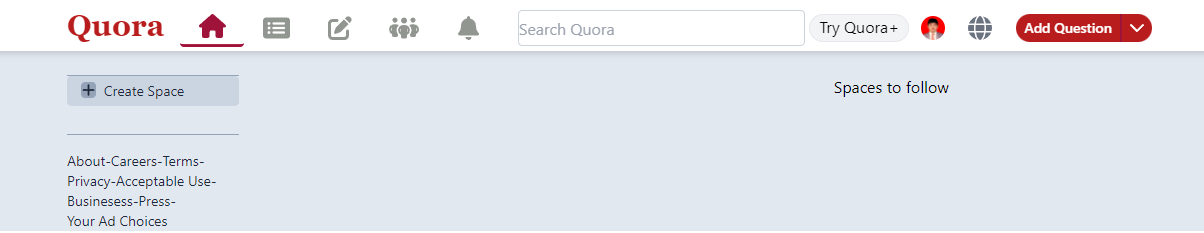 Quora
Search Quora
Try Quora+
Add Question
Create Space
Spaces to follow
About-Careers-Terms-
Privacy-Acceptable Use-
Businesess-Press-
Your Ad Choices